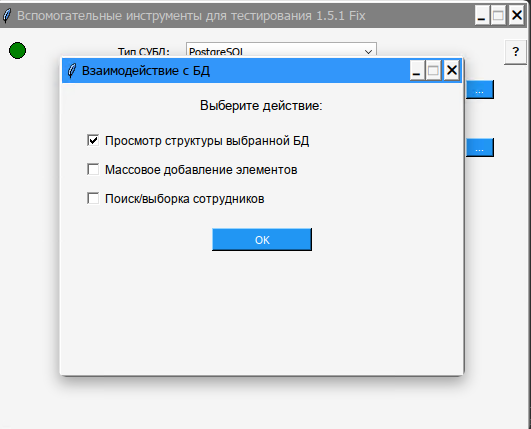 Вспомогательные инструменты для тестирования 1.5.1 Fix
Тип СУБД: PostgreSQL
?
Взаимодействие с БД
...
Выберите действие:
Просмотр структуры выбранной БД
...
Массовое добавление элементов
Поиск/выборка сотрудников
OK